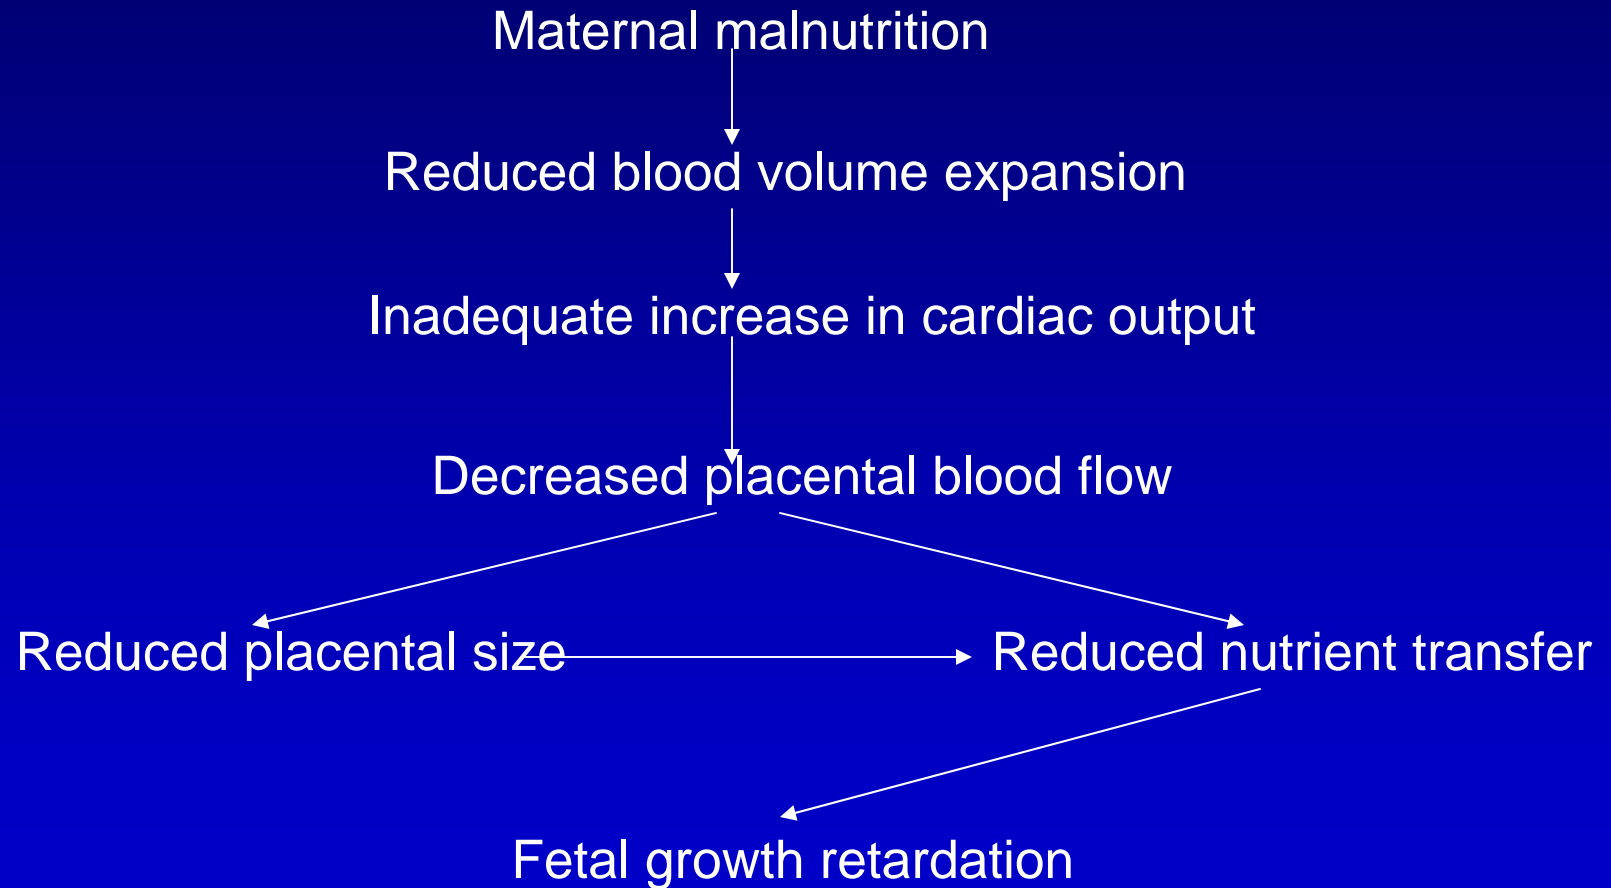 Maternal malnutrition
Reduced blood volume expansion
Inadequate increase in cardiac output
Decreased placental blood flow
Reduced placental size
Reduced nutrient transfer
Fetal growth retardation